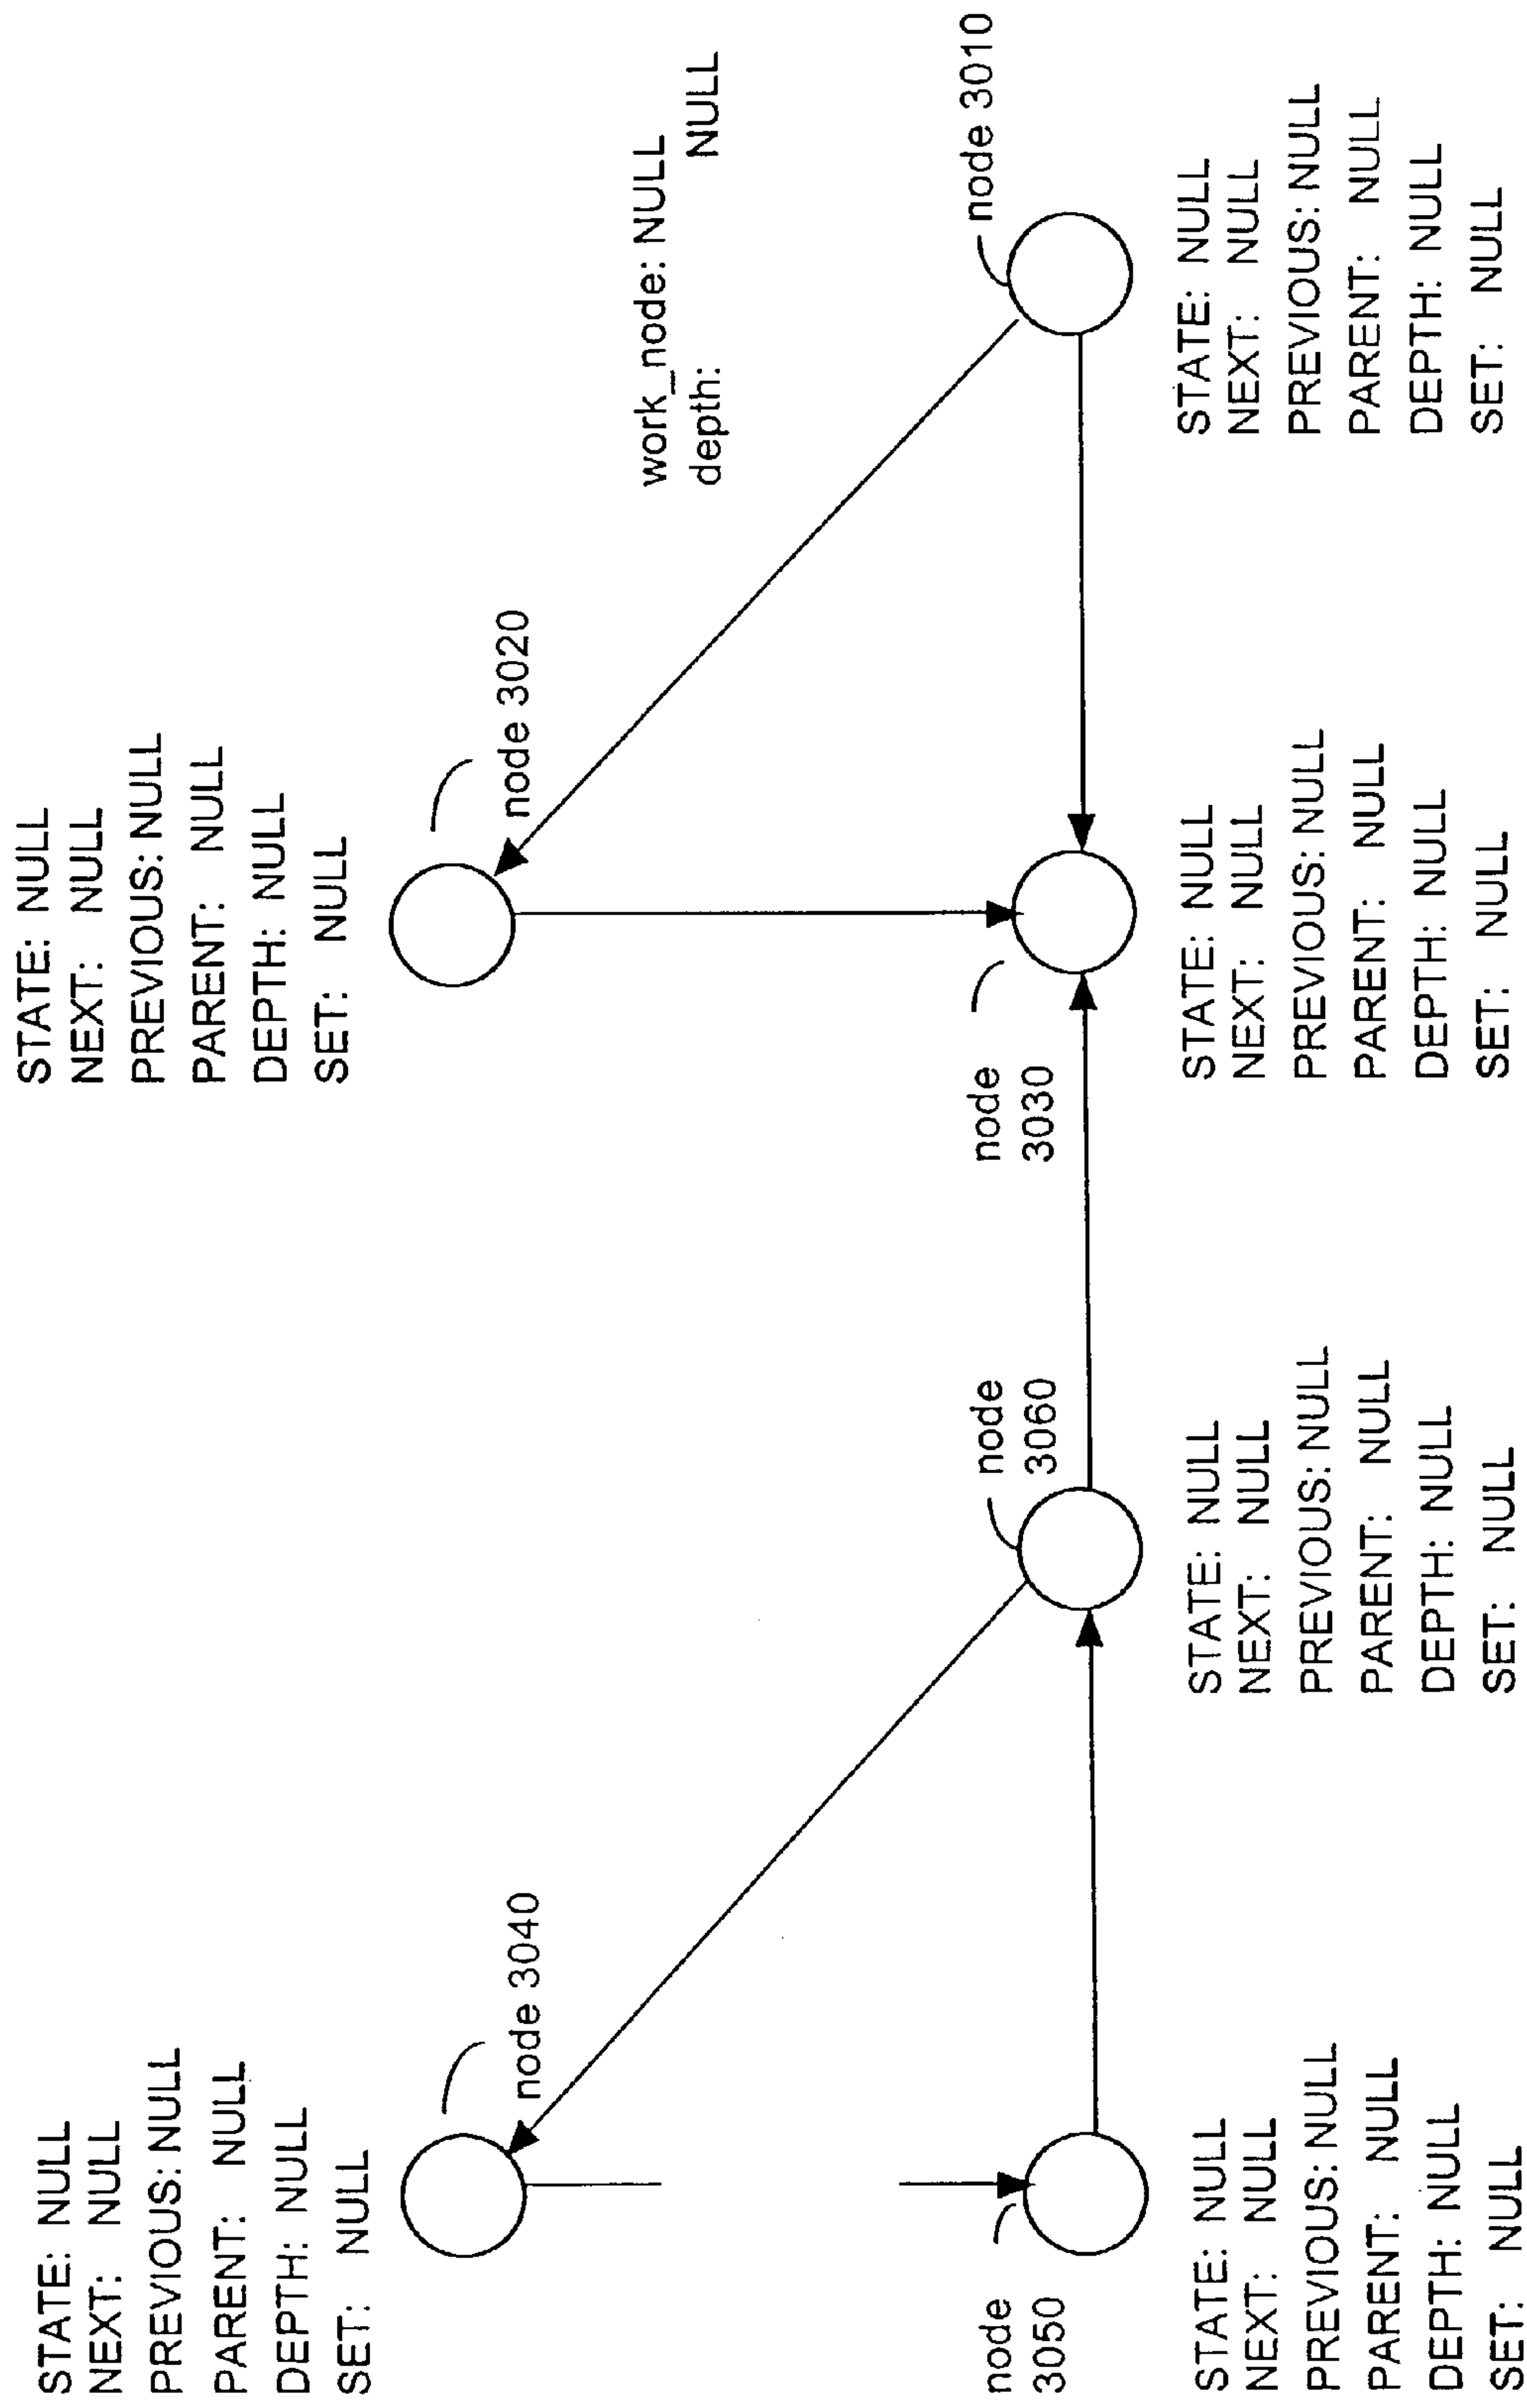 STATE: NULL
NEXT: NULL
PREVIOUS: NULL
PARENT: NULL
DEPTH: NULL
SET: NULL
node 3040
STATE: NULL
NEXT: NULL
PREVIOUS: NULL
PARENT: NULL
DEPTH: NULL
SET: NULL
node 3020
work_node: NULL
depth: NULL
node
3050
node
3060
node
3030
node 3010
STATE: NULL
NEXT: NULL
PREVIOUS: NULL
PARENT: NULL
DEPTH: NULL
SET: NULL
STATE: NULL
NEXT: NULL
PREVIOUS: NULL
PARENT: NULL
DEPTH: NULL
SET: NULL
STATE: NULL
NEXT: NULL
PREVIOUS: NULL
PARENT: NULL
DEPTH: NULL
SET: NULL
STATE: NULL
NEXT: NULL
PREVIOUS: NULL
PARENT: NULL
DEPTH: NULL
SET: NULL